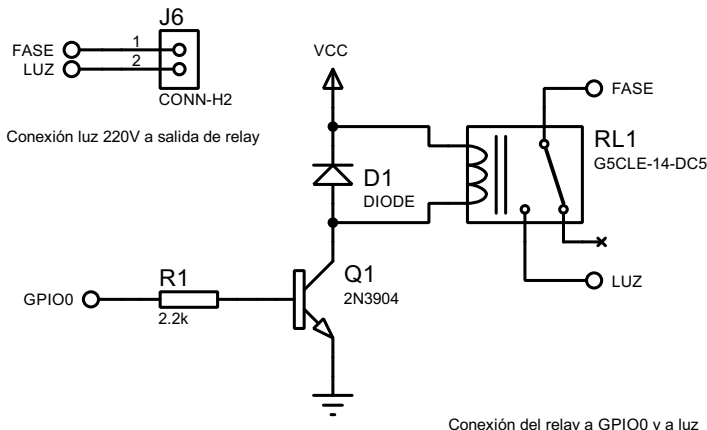 J6
FASE
1
LUZ
2
CONN-H2
Conexión luz 220V a salida de relay
VCC
D1
DIODE
FASE
RL1
G5CLE-14-DC5
LUZ
GPIO0
R1
2.2k
Q1
2N3904
Conexión del relay a GPIO0 y a luz